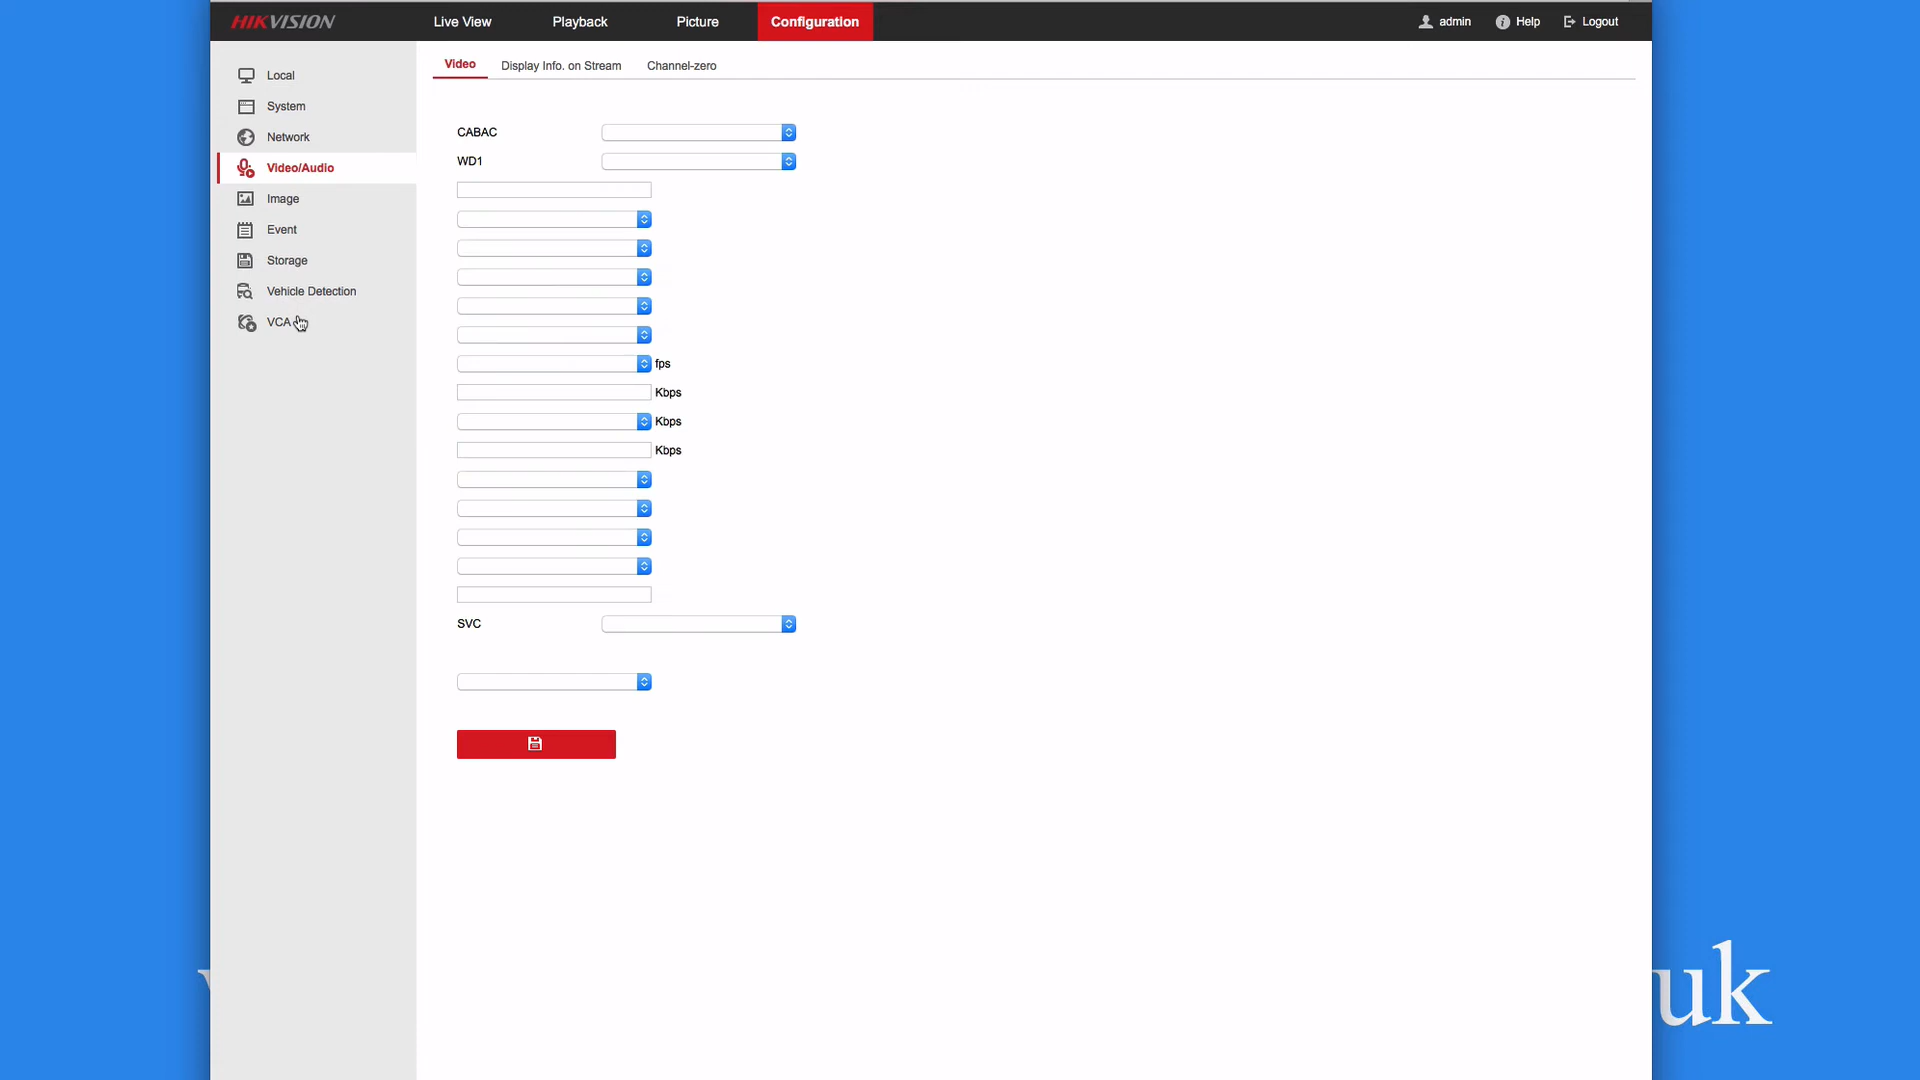 HIKVISION
Live View
Playback
Picture
Configuration
admin
Help
Logout
Local
System
Network
Video/Audio
Image
Event
Storage
Vehicle Detection
VCA
Video
Display Info. on Stream
Channel-zero
CABAC
WD1
fps
Kbps
Kbps
Kbps
SVC
uk